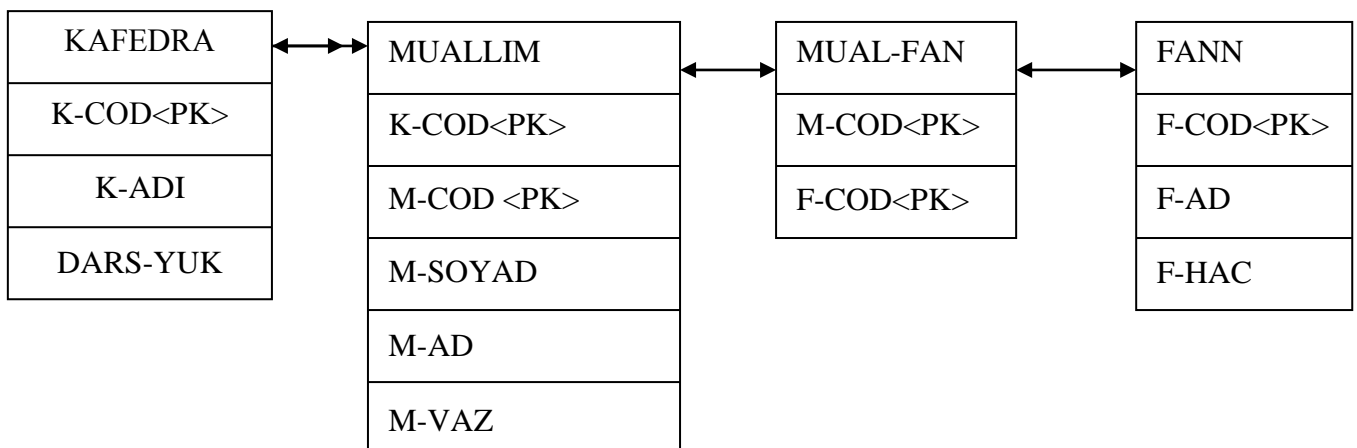 KAFEDRA
K-COD<PK>
K-ADI
DARS-YUK
MUALLIM
K-COD<PK>
M-COD <PK>
M-SOYAD
M-AD
M-VAZ
MUAL-FAN
M-COD<PK>
F-COD<PK>
FANN
F-COD<PK>
F-AD
F-HAC